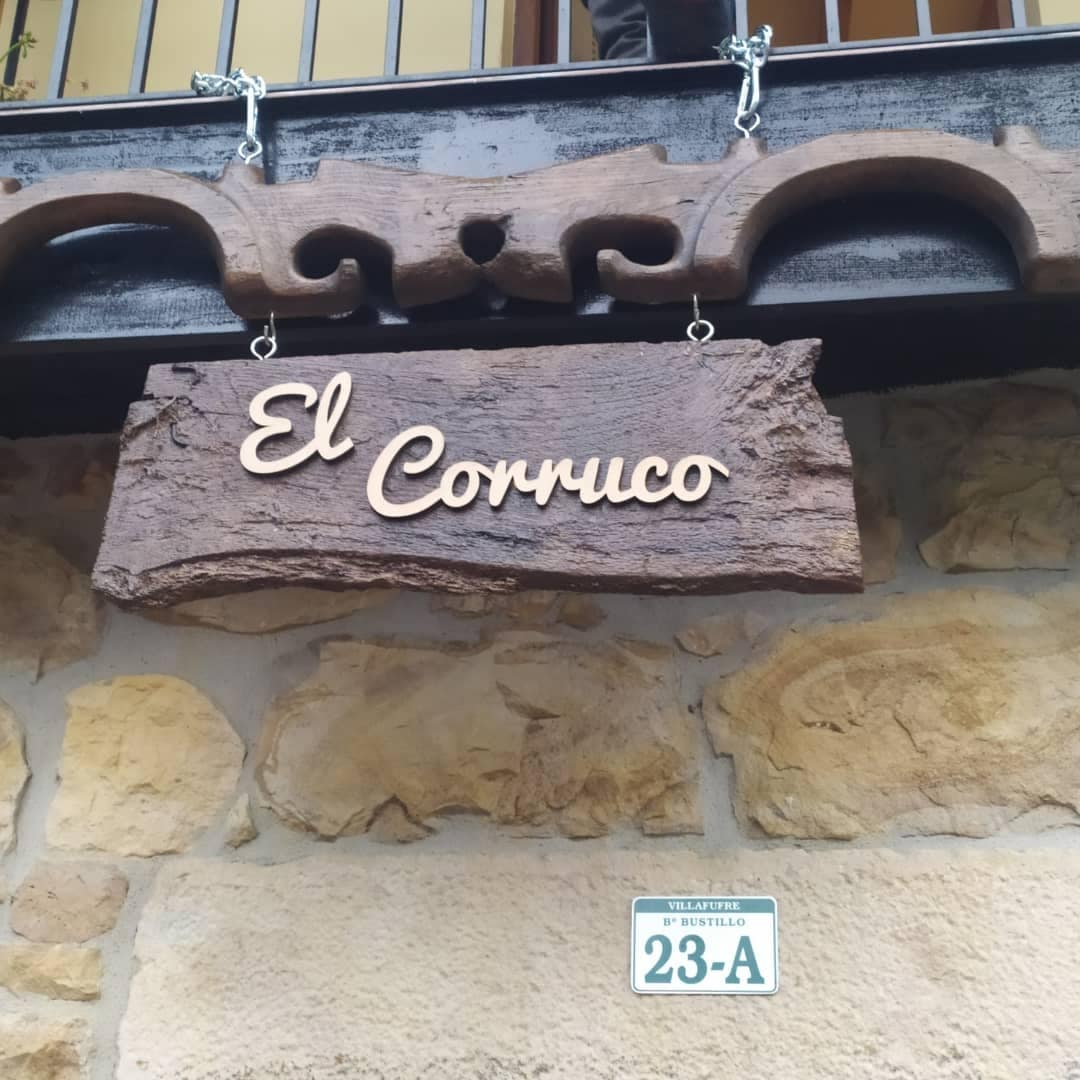 El
Corruco
VILLAFUFRE
Bº BUSTILLO
23-A